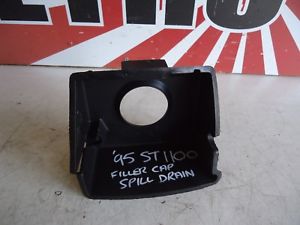 '95 ST1100
FILLER CAP
SPILL DRAIN